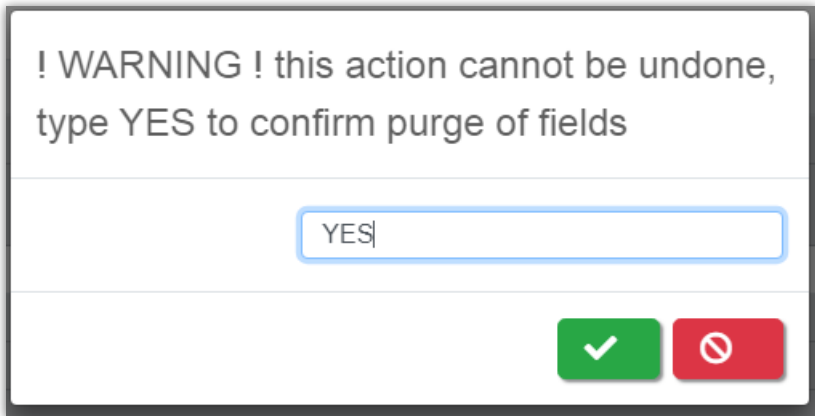 ! WARNING ! this action cannot be undone,
type YES to confirm purge of fields
YES